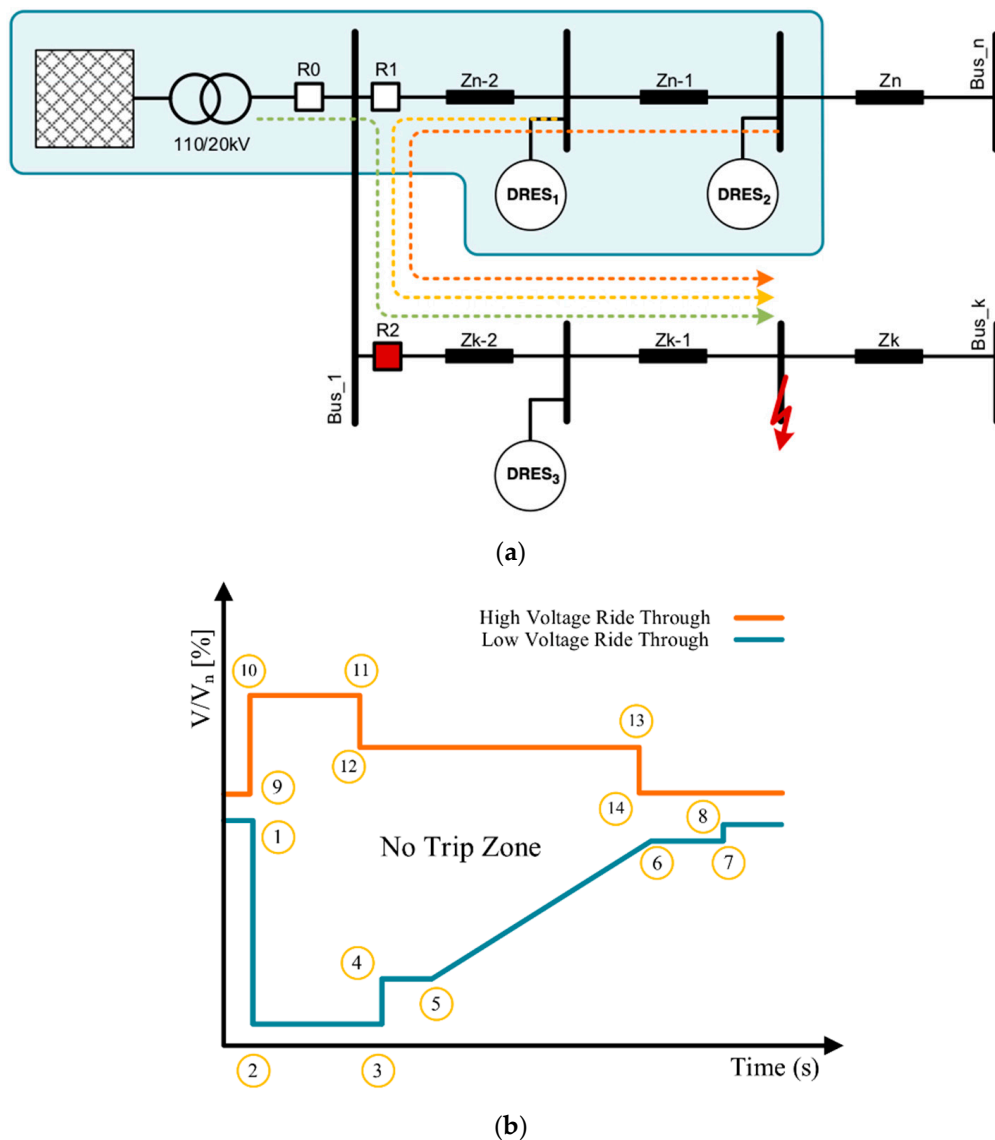 R0
R1
Zn-2
Zn-1
Zn
Bus_n
110/20kV
DRES1
DRES2
R2
Zk-2
Zk-1
Zk
Bus_k
Bus_1
DRES3
(a)
V/Vn [%]
High Voltage Ride Through
Low Voltage Ride Through
10
11
13
9
12
14
8
1
No Trip Zone
6
7
4
5
2
3
Time (s)
(b)